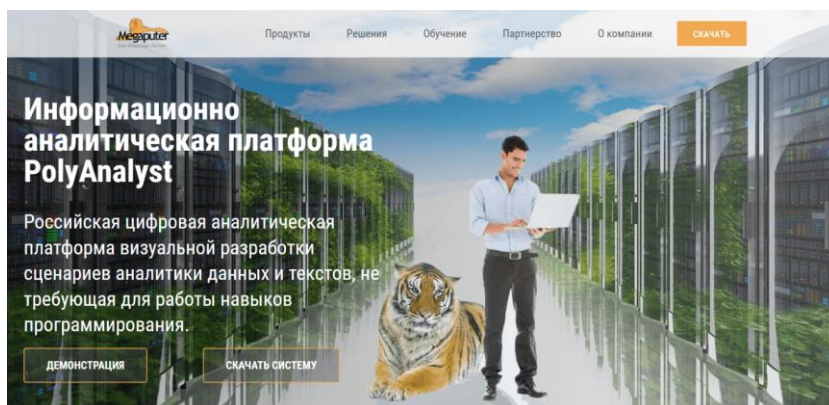 Megaputer
Продукты
Решения
Обучение
Партнерство
О компании
СКАЧАТЬ
Информационно
аналитическая платформа
PolyAnalyst
Российская цифровая аналитическая
платформа визуальной разработки
сценариев аналитики данных и текстов, не
требующая для работы навыков
программирования.
ДЕМОНСТРАЦИЯ
СКАЧАТЬ СИСТЕМУ